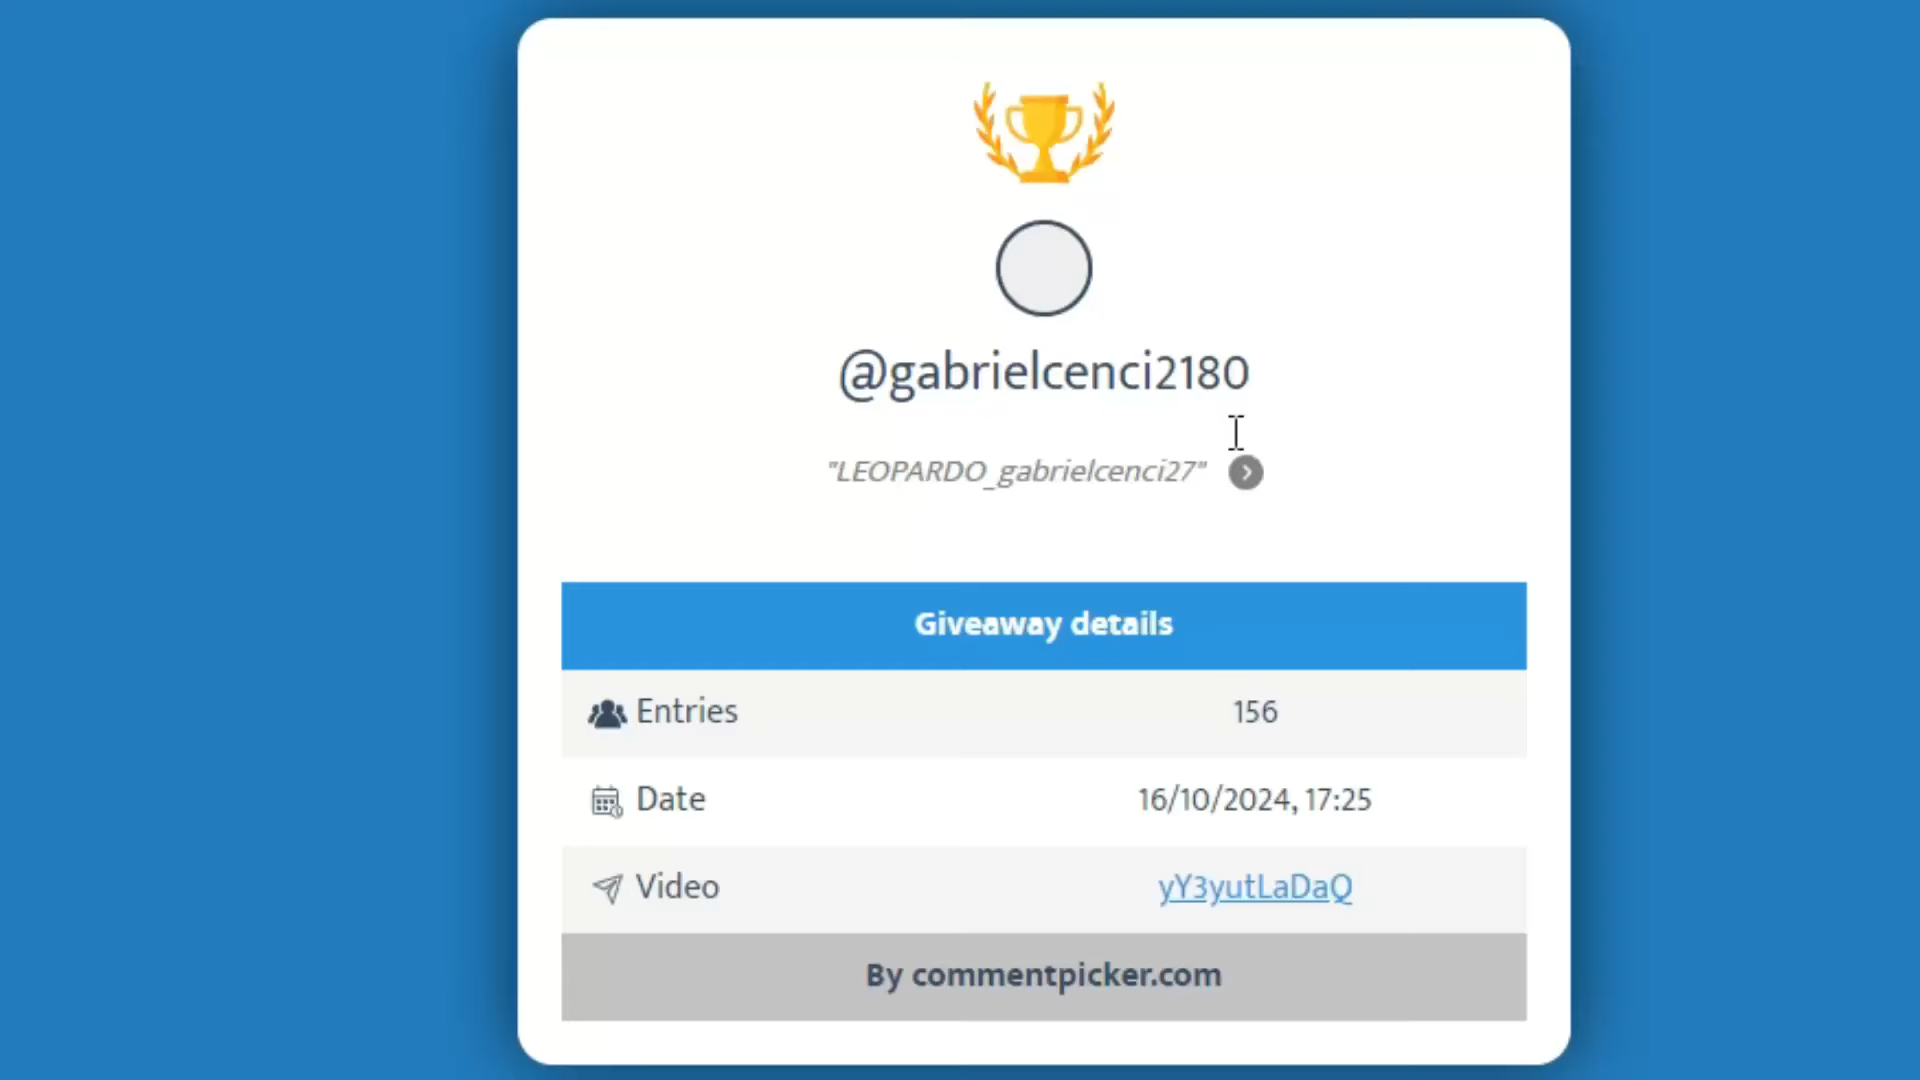 @gabrielcenci2180
"LEOPARDO_gabrielcenci27"
Giveaway details
Entries 156
Date 16/10/2024, 17:25
Video yY3yutLaDaQ
By commentpicker.com